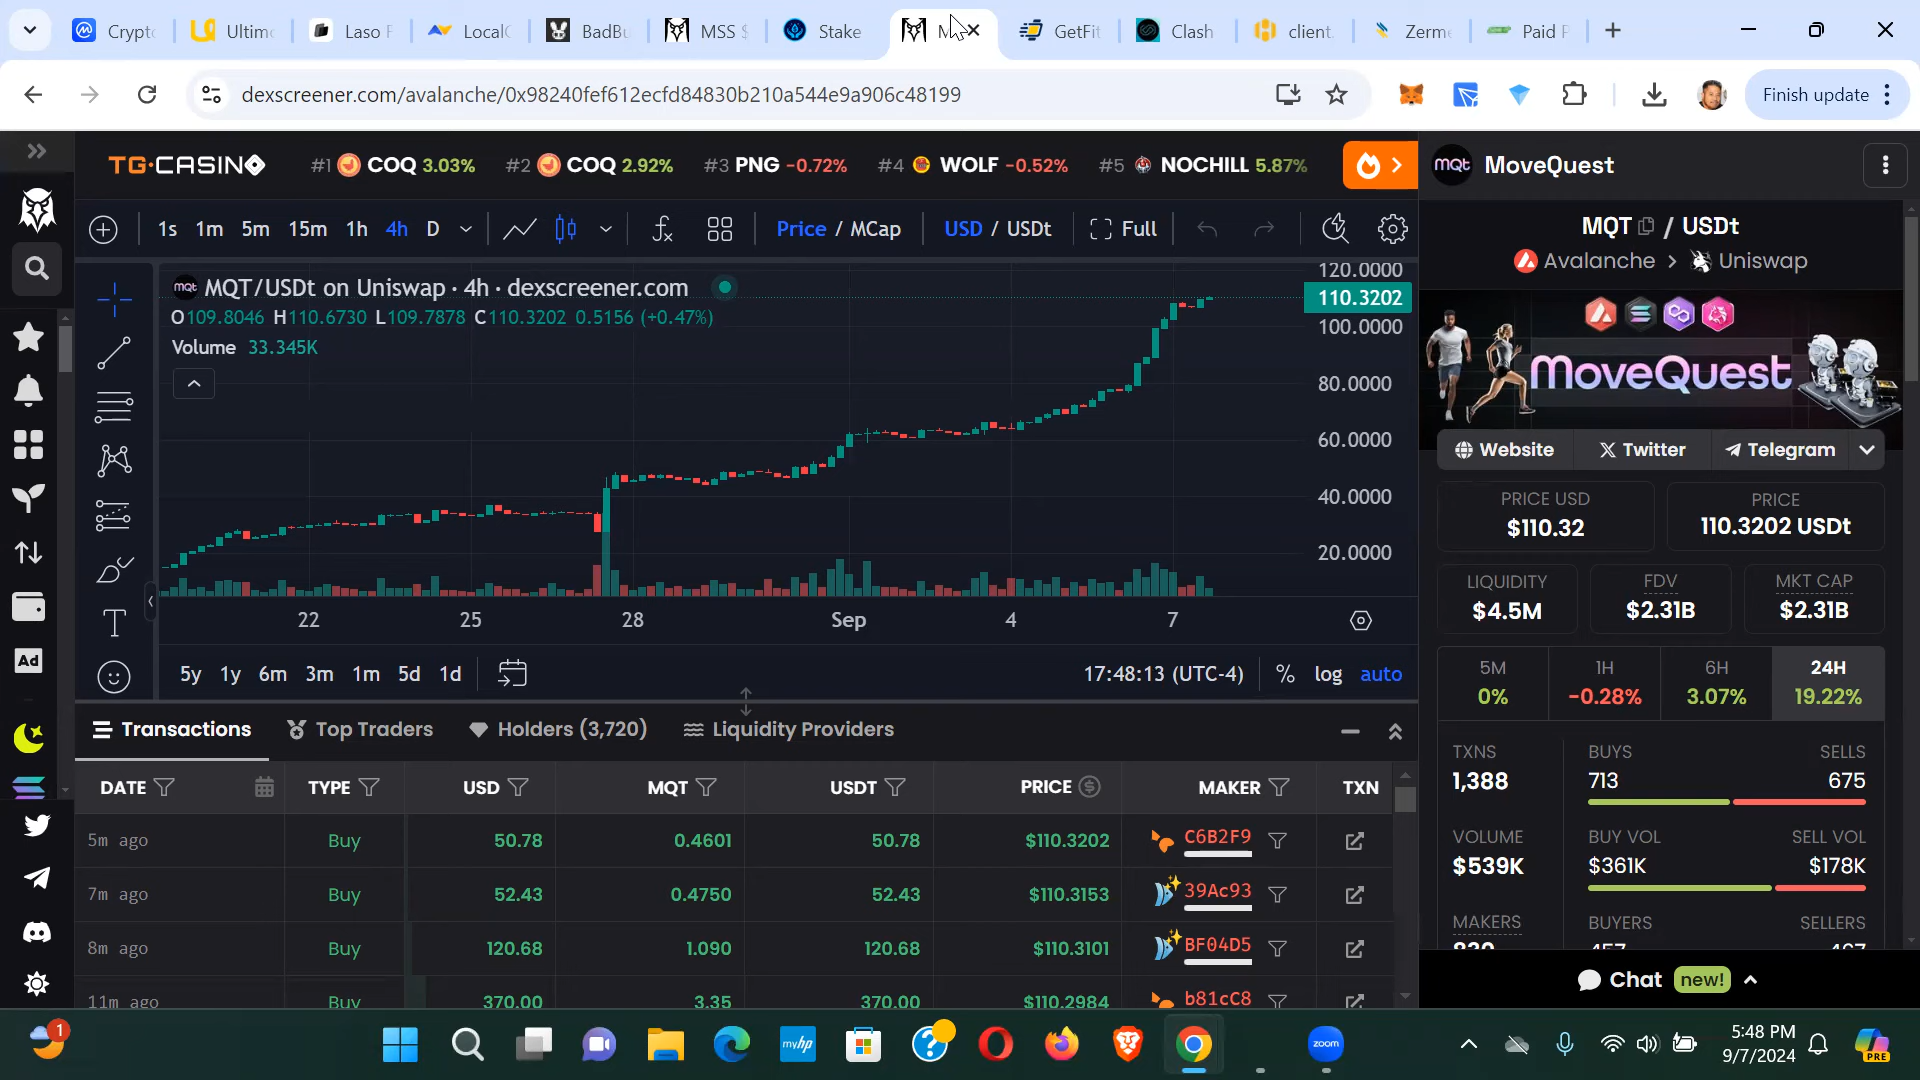 Crypto
Ultim
Laso F
LocalC
BadBu
MSS $
Stake
M
GetFit
Clash
client.
Zerme
Paid P
dexscreener.com/avalanche/0x98240fef612ecfd84830b210a544e9a906c48199
Finish update
TG·CASINO
#1 COQ 3.03%
#2 COQ 2.92%
#3 PNG -0.72%
#4 WOLF -0.52%
#5 NOCHILL 5.87%
mqt MoveQuest
1s 1m 5m 15m 1h 4h D
Price / MCap
USD / USDt
Full
MQT / USDt
Avalanche > Uniswap
MQT/USDt on Uniswap · 4h · dexscreener.com
O109.8046 H110.6730 L109.7878 C110.3202 0.5156 (+0.47%)
Volume 33.345K
120.0000
110.3202
100.0000
80.0000
60.0000
40.0000
20.0000
22 25 28 Sep 4 7
MoveQuest
Website
Twitter
Telegram
PRICE USD
$110.32
PRICE
110.3202 USDt
LIQUIDITY
$4.5M
FDV
$2.31B
MKT CAP
$2.31B
5M
0%
1H
-0.28%
6H
3.07%
24H
19.22%
5y 1y 6m 3m 1m 5d 1d
17:48:13 (UTC-4)
% log auto
Ad
Transactions
Top Traders
Holders (3,720)
Liquidity Providers
TXNS
1,388
BUYS
713
SELLS
675
VOLUME
$539K
BUY VOL
$361K
SELL VOL
$178K
MAKERS
BUYERS
SELLERS
DATE TYPE USD MQT USDT PRICE MAKER TXN
5m ago Buy 50.78 0.4601 50.78 $110.3202 C6B2F9
7m ago Buy 52.43 0.4750 52.43 $110.3153 39Ac93
8m ago Buy 120.68 1.090 120.68 $110.3101 BF04D5
11m ago Buy 370.00 3.35 370.00 $110.2984 b81cC8
Chat new!
1
myhp
zoom
5:48 PM
9/7/2024
PRE